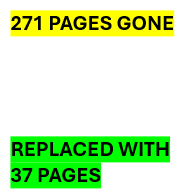 271 PAGES GONE
REPLACED WITH
37 PAGES